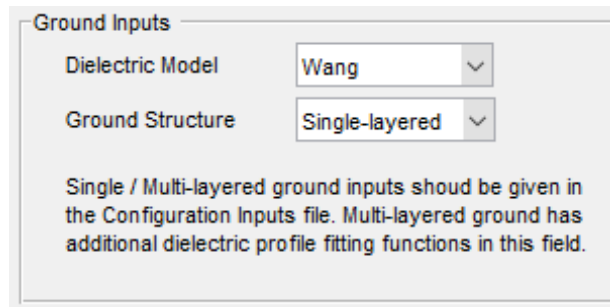 Ground Inputs
Dielectric Model Wang
Ground Structure Single-layered
Single / Multi-layered ground inputs shoud be given in
the Configuration Inputs file. Multi-layered ground has
additional dielectric profile fitting functions in this field.